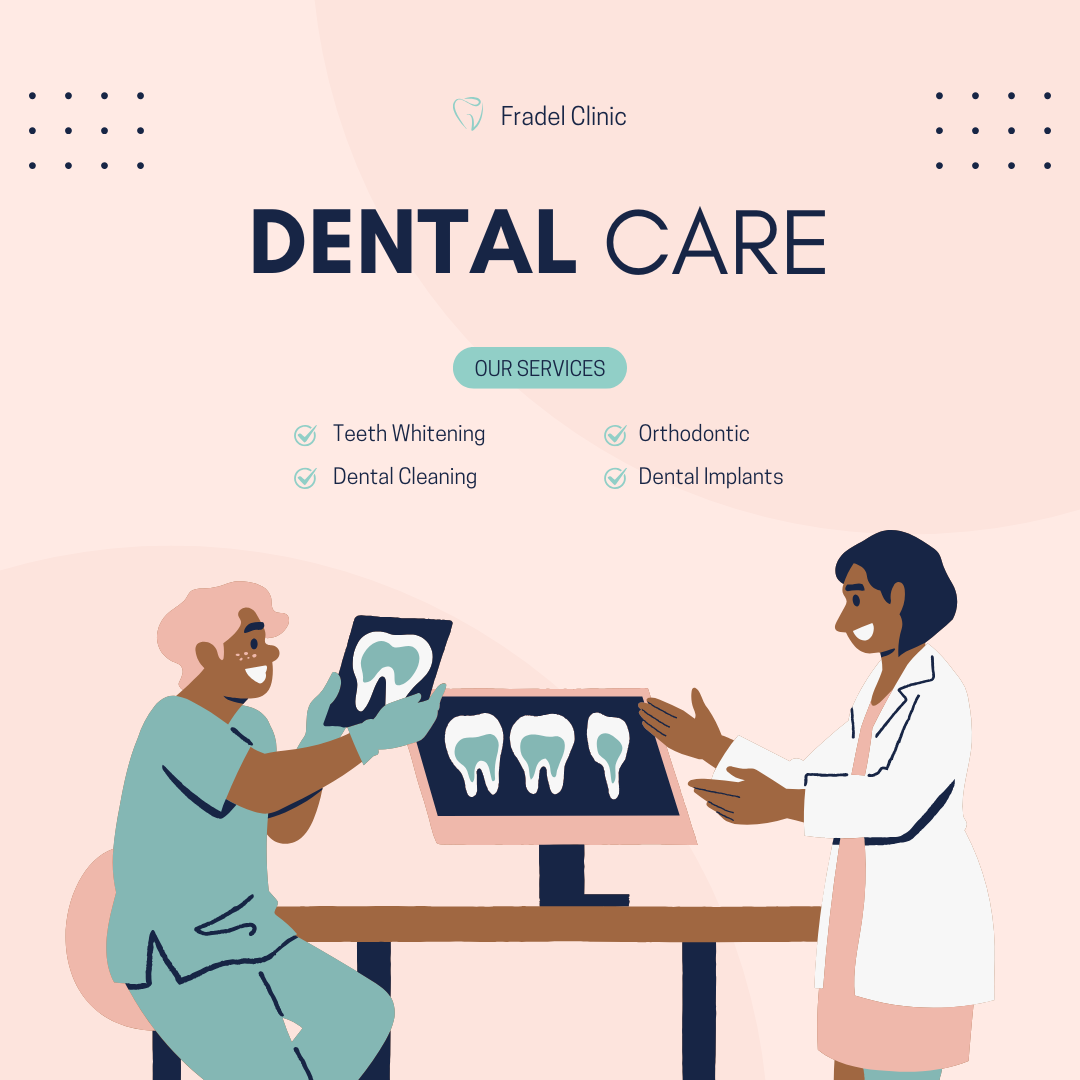 Fradel Clinic
DENTAL CARE
OUR SERVICES
Teeth Whitening
Orthodontic
Dental Cleaning
Dental Implants